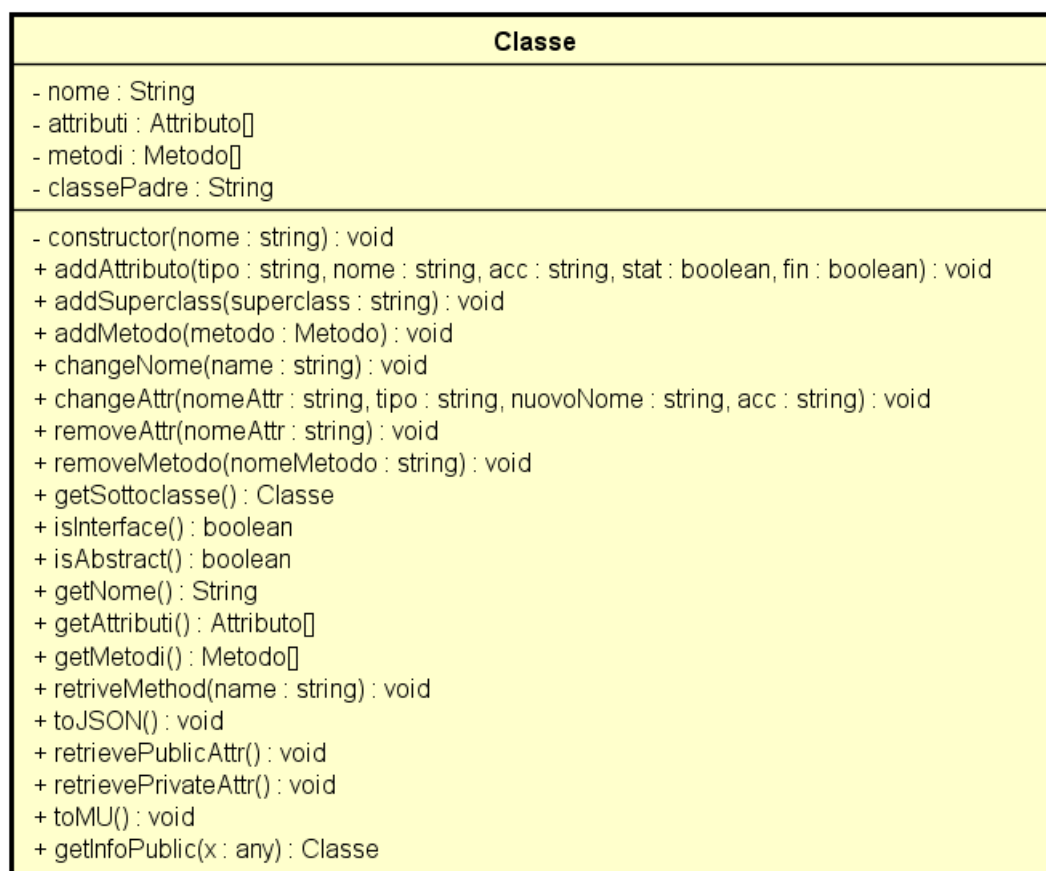 Classe
- nome : String
- attributi : Attributo[]
- metodi : Metodo[]
- classePadre : String
- constructor(nome : string) : void
+ addAttributo(tipo : string, nome : string, acc : string, stat : boolean, fin : boolean) : void
+ addSuperclass(superclass : string) : void
+ addMetodo(metodo : Metodo) : void
+ changeNome(name : string) : void
+ changeAttr(nomeAttr : string, tipo : string, nuovoNome : string, acc : string) : void
+ removeAttr(nomeAttr : string) : void
+ removeMetodo(nomeMetodo : string) : void
+ getSottoclasse() : Classe
+ isInterface() : boolean
+ isAbstract() : boolean
+ getNome() : String
+ getAttributi() : Attributo[]
+ getMetodi() : Metodo[]
+ retriveMethod(name : string) : void
+ toJSON() : void
+ retrievePublicAttr() : void
+ retrievePrivateAttr() : void
+ toMU() : void
+ getInfoPublic(x : any) : Classe